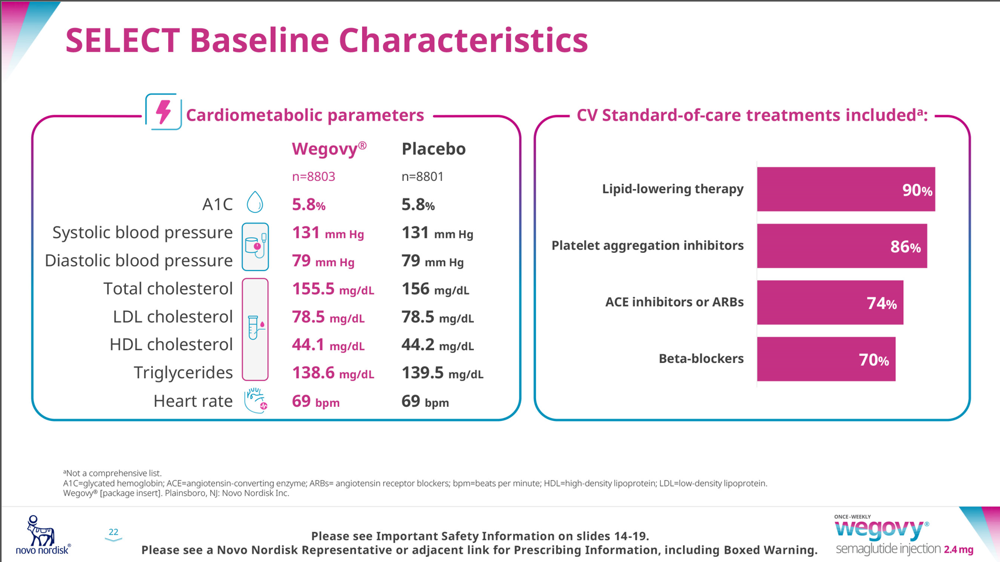 SELECT Baseline Characteristics
Cardiometabolic parameters
Wegovy® Placebo
n=8803 n=8801
A1C 5.8% 5.8%
Systolic blood pressure 131 mm Hg 131 mm Hg
Diastolic blood pressure 79 mm Hg 79 mm Hg
Total cholesterol 155.5 mg/dL 156 mg/dL
LDL cholesterol 78.5 mg/dL 78.5 mg/dL
HDL cholesterol 44.1 mg/dL 44.2 mg/dL
Triglycerides 138.6 mg/dL 139.5 mg/dL
Heart rate 69 bpm 69 bpm
CV Standard-of-care treatments includedᵃ:
Lipid-lowering therapy 90%
Platelet aggregation inhibitors 86%
ACE inhibitors or ARBs 74%
Beta-blockers 70%
ᵃNot a comprehensive list.
A1C=glycated hemoglobin; ACE=angiotensin-converting enzyme; ARBs= angiotensin receptor blockers; bpm=beats per minute; HDL=high-density lipoprotein; LDL=low-density lipoprotein.
Wegovy® [package insert]. Plainsboro, NJ: Novo Nordisk Inc.
novo nordisk®
22
Please see Important Safety Information on slides 14-19.
Please see a Novo Nordisk Representative or adjacent link for Prescribing Information, including Boxed Warning.
ONCE-WEEKLY
wegovy®
semaglutide injection 2.4 mg